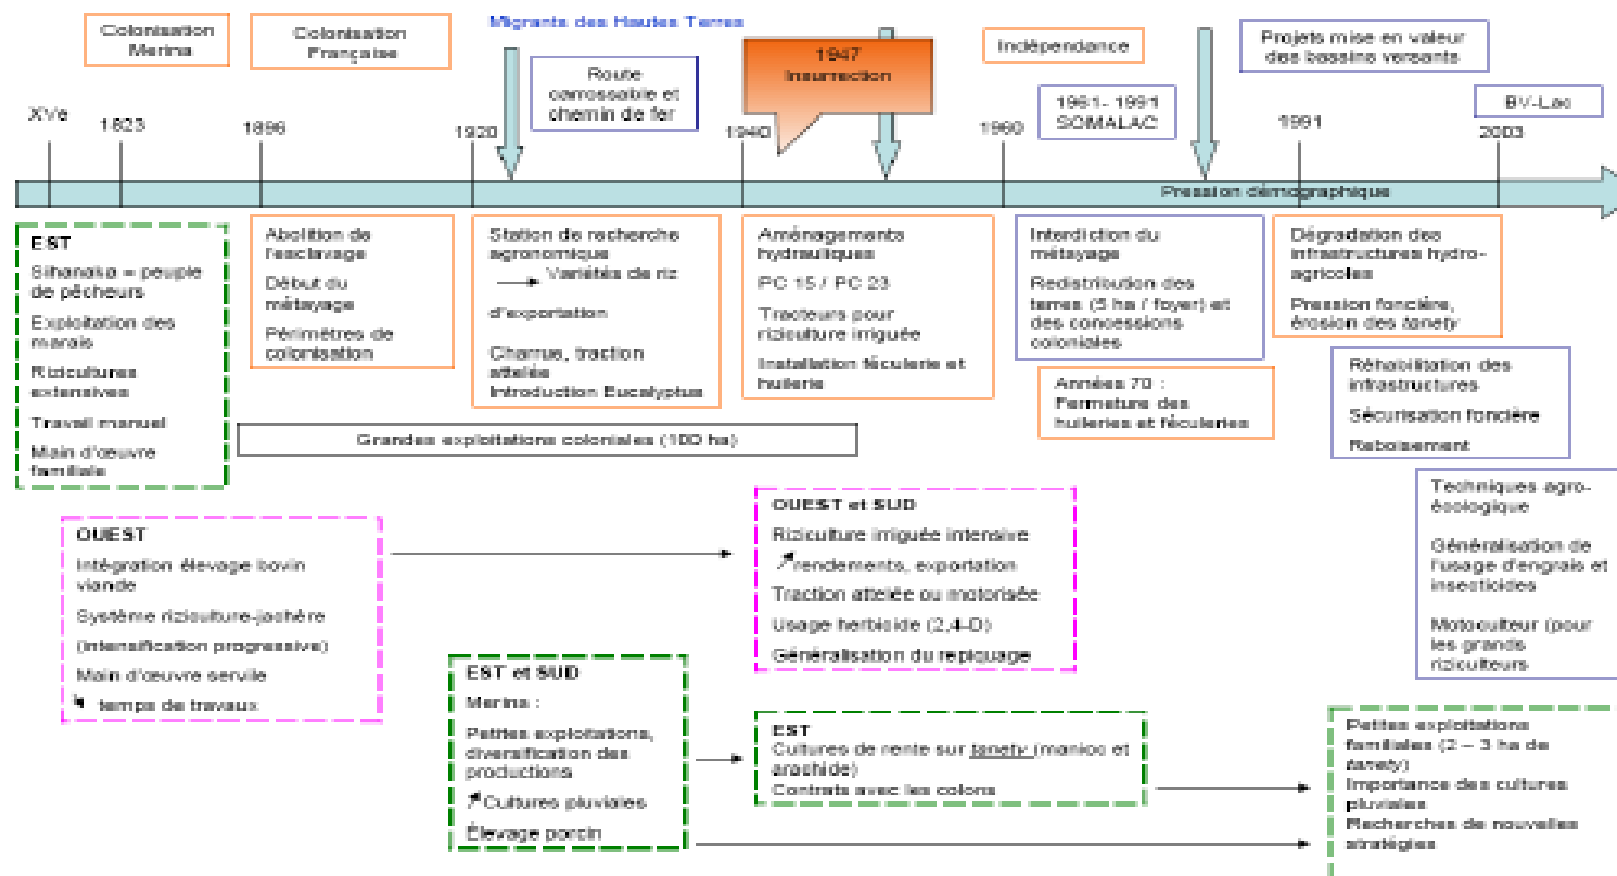 Colonisation
Merina
Colonisation
Française
Migrants des Hautes Terres
Route
carrossable et
chemin de fer
1947
Insurrection
Indépendance
1961- 1991
SOMALAC
Projets mise en valeur
des bassins versants
BV-Lac
XVe
1823
1896
1920
1940
1960
1991
2003
Pression démographique
EST
Sihanaka = peuple
de pêcheurs
Exploitation des
marais
Rizicultures
extensives
Travail manuel
Main d'œuvre
familiale
Abolition de
l'esclavage
Début du
métayage
Périmètres de
colonisation
Station de recherche
agronomique
→ Variétés de riz
d'exportation
Charrue, traction
attelée
Introduction Eucalyptus
Aménagements
hydrauliques
PC 15 / PC 23
Tracteurs pour
riziculture irriguée
Installation féculerie et
huilerie
Interdiction du
métayage
Redistribution des
terres (5 ha / foyer) et
des concessions
coloniales
Années 70 :
Fermeture des
huileries et féculeries
Dégradation des
infrastructures hydro-
agricoles
Pression foncière,
érosion des tanety
Réhabilitation des
infrastructures
Sécurisation foncière
Reboisement
Techniques agro-
écologique
Généralisation de
l'usage d'engrais et
insecticides
Motoculteur (pour
les grands
riziculteurs
Grandes exploitations coloniales (100 ha)
OUEST
Intégration élevage bovin
viande
Système riziculture-jachère
(intensification progressive)
Main d'œuvre servile
temps de travaux
OUEST et SUD
Riziculture irriguée intensive
↗rendements, exportation
Traction attelée ou motorisée
Usage herbicide (2,4-D)
Généralisation du repiquage
EST et SUD
Merina :
Petites exploitations,
diversification des
productions
↗Cultures pluviales
Élevage porcin
EST
Cultures de rente sur tanety (manioc et
arachide)
Contrats avec les colons
Petites exploitations
familiales (2 – 3 ha de
tanety)
Importance des cultures
pluviales
Recherches de nouvelles
stratégies